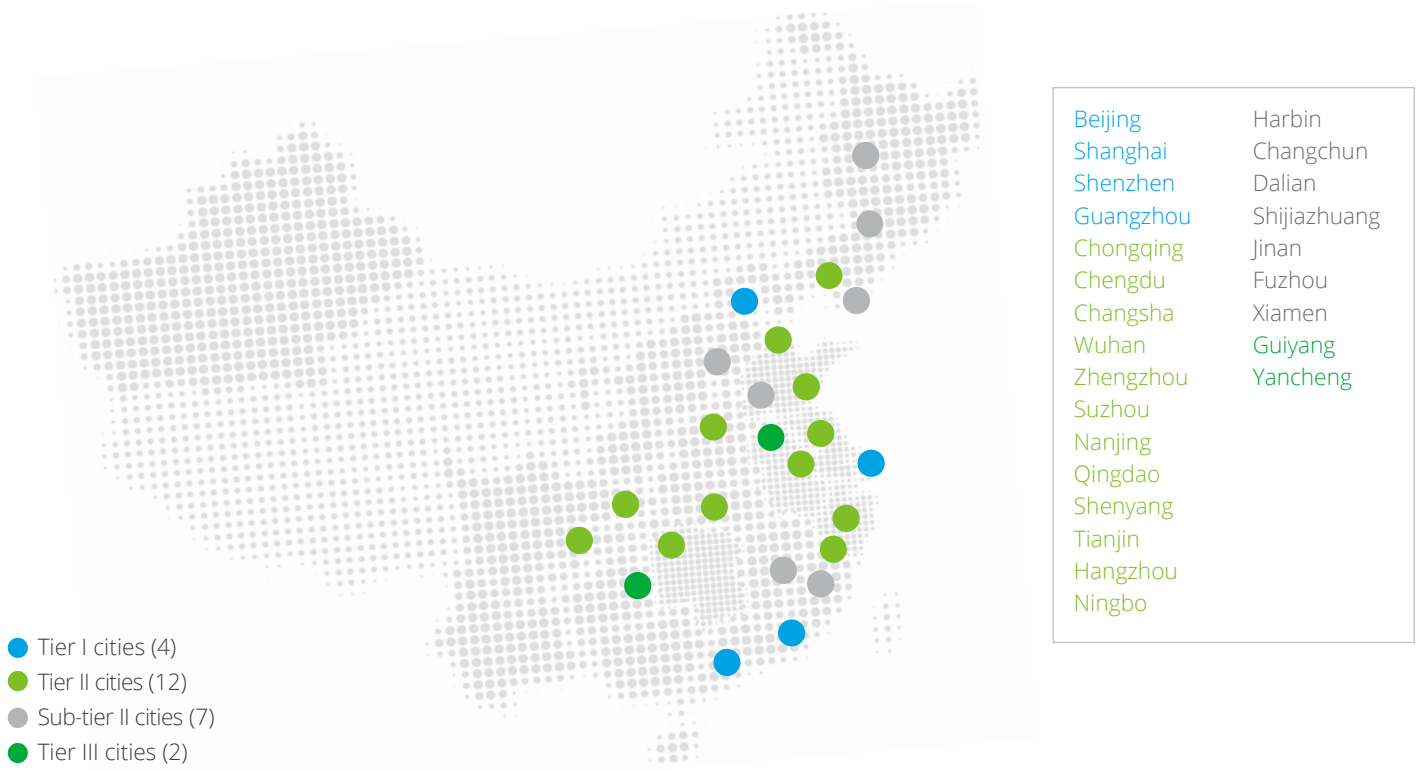 Beijing
Shanghai
Shenzhen
Guangzhou
Chongqing
Chengdu
Changsha
Wuhan
Zhengzhou
Suzhou
Nanjing
Qingdao
Shenyang
Tianjin
Hangzhou
Ningbo
Harbin
Changchun
Dalian
Shijiazhuang
Jinan
Fuzhou
Xiamen
Guiyang
Yancheng
Tier I cities (4)
Tier II cities (12)
Sub-tier II cities (7)
Tier III cities (2)